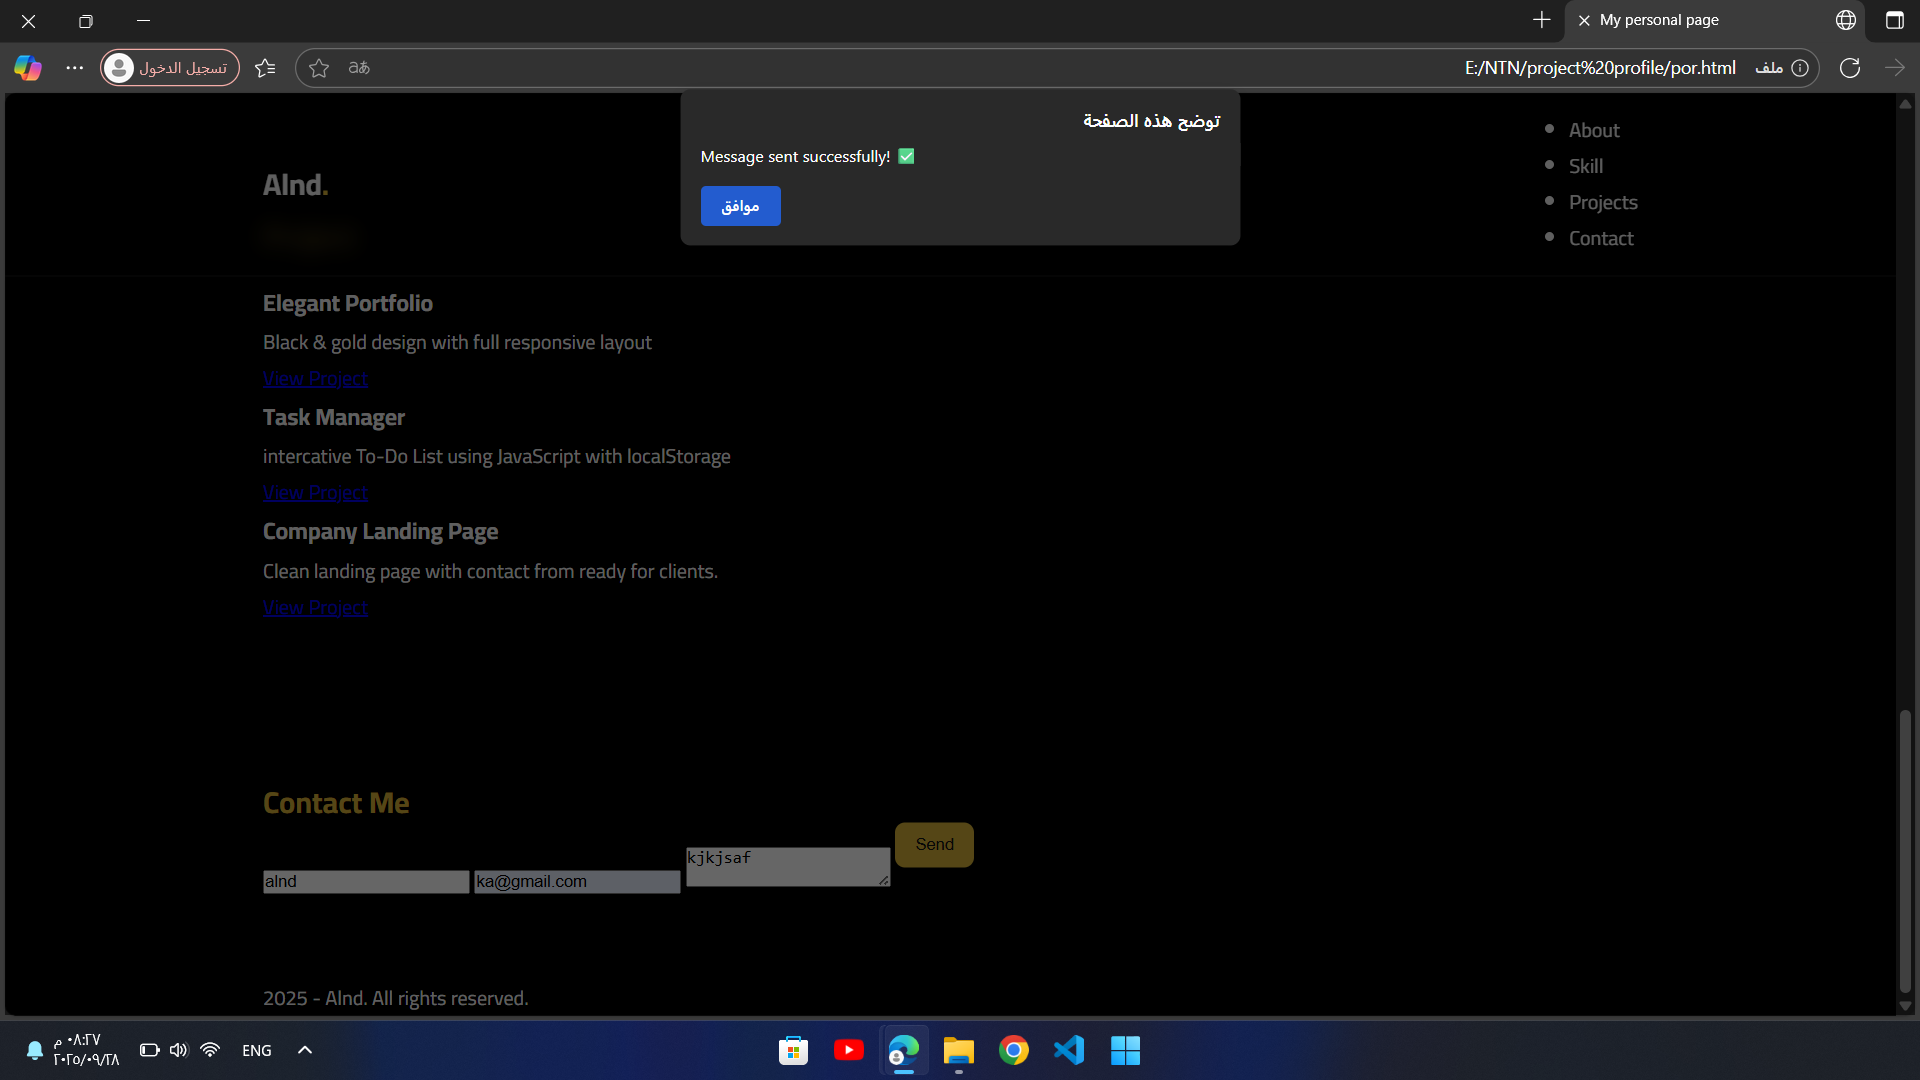 My personal page
تسجيل الدخول
aあ
E:/NTN/project%20profile/por.html
ملف
توضح هذه الصفحة
Message sent successfully! ✅
موافق
Alnd.
About
Skill
Projects
Contact
Elegant Portfolio
Black & gold design with full responsive layout
View Project
Task Manager
intercative To-Do List using JavaScript with localStorage
View Project
Company Landing Page
Clean landing page with contact from ready for clients.
View Project
Contact Me
alnd
ka@gmail.com
kjkjsaf
Send
2025 - Alnd. All rights reserved.
٠٨:٢٧ م
٢٠٢٥/٠٩/٢٨
ENG